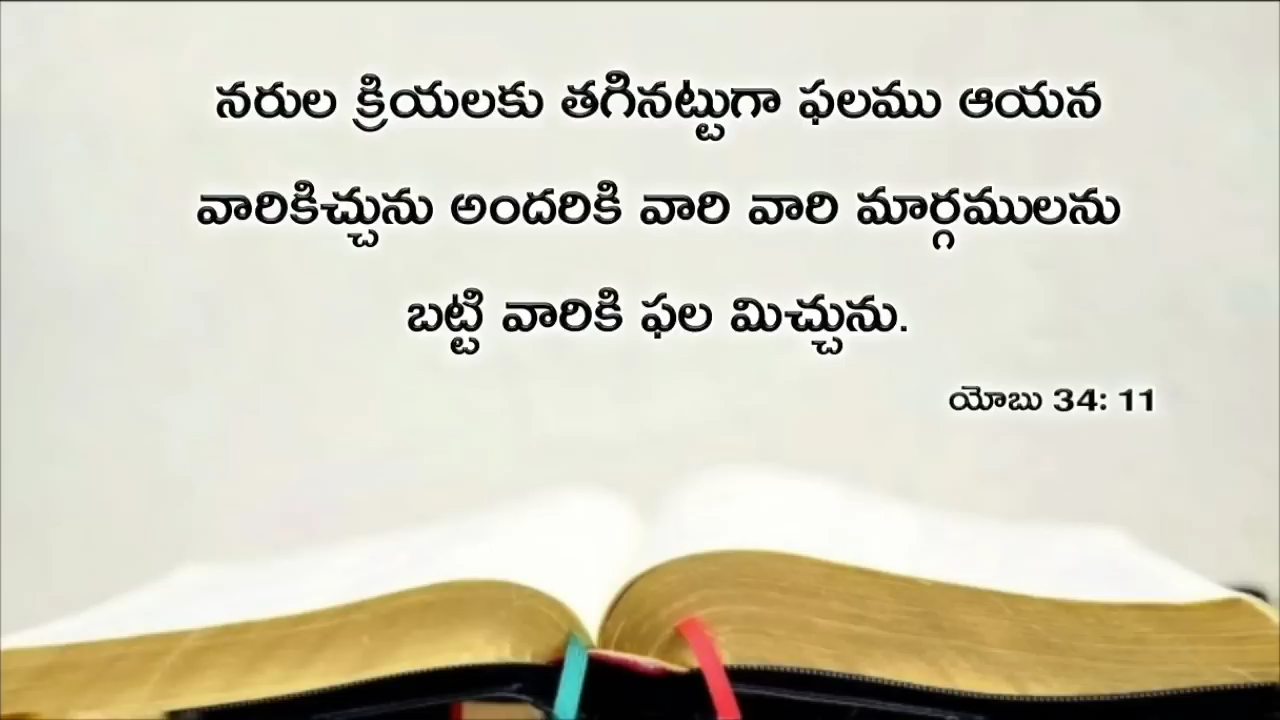 నరుల క్రియలకు తగినట్టుగా ఫలము ఆయన
వారికిచ్చును అందరికి వారి వారి మార్గములను
బట్టి వారికి ఫల మిచ్చును.
యోబు 34: 11